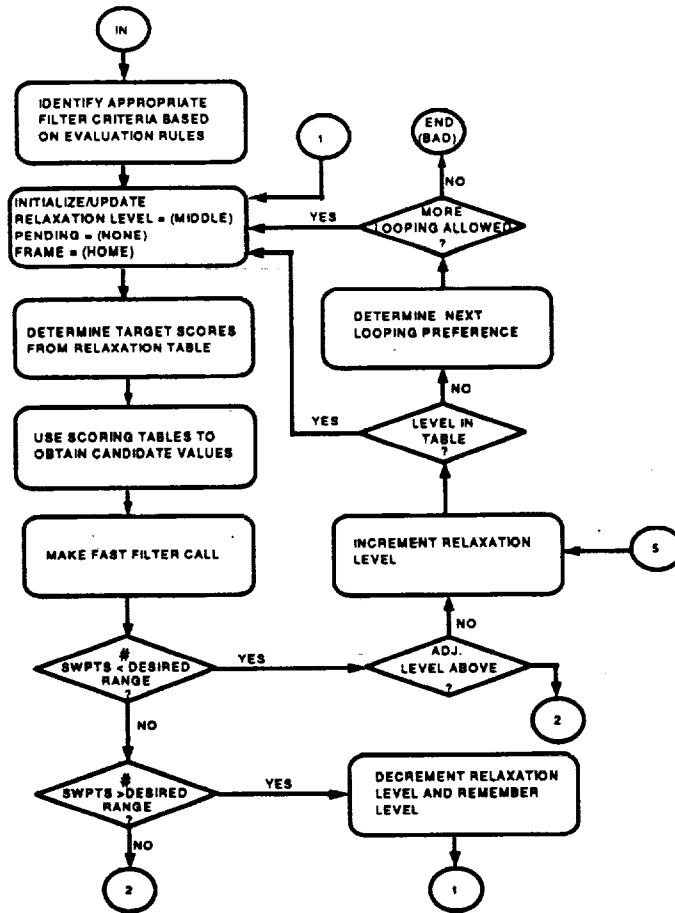 IN
IDENTIFY APPROPRIATE
FILTER CRITERIA BASED
ON EVALUATION RULES
1
END
(BAD)
NO
INITIALIZE/UPDATE
RELAXATION LEVEL = (MIDDLE)
PENDING = (NONE)
FRAME = (HOME)
YES
MORE
LOOPING ALLOWED
?
DETERMINE TARGET SCORES
FROM RELAXATION TABLE
DETERMINE NEXT
LOOPING PREFERENCE
NO
YES
LEVEL IN
TABLE
?
USE SCORING TABLES TO
OBTAIN CANDIDATE VALUES
MAKE FAST FILTER CALL
INCREMENT RELAXATION
LEVEL
5
NO
#
SWPTS < DESIRED
RANGE
?
YES
ADJ.
LEVEL ABOVE
?
2
NO
#
SWPTS > DESIRED
RANGE
?
YES
DECREMENT RELAXATION
LEVEL AND REMEMBER
LEVEL
NO
2
1